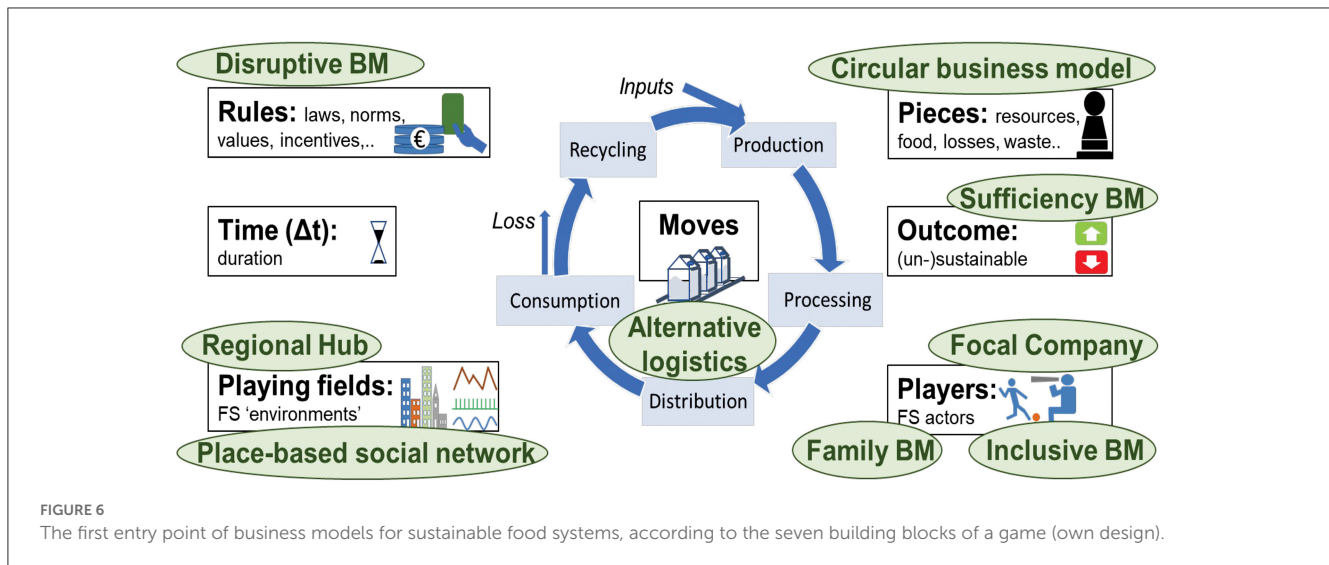 Disruptive BM
Rules: laws, norms,
values, incentives,..
€
Time (Δt):
duration
Regional Hub
Playing fields:
FS ‘environments’
Place-based social network
Inputs
Recycling
Production
Loss
Moves
Consumption
Processing
Alternative
logistics
Distribution
Circular business model
Pieces: resources,
food, losses, waste..
Sufficiency BM
Outcome:
(un-)sustainable
Focal Company
Players:
FS actors
Family BM
Inclusive BM
FIGURE 6
The first entry point of business models for sustainable food systems, according to the seven building blocks of a game (own design).